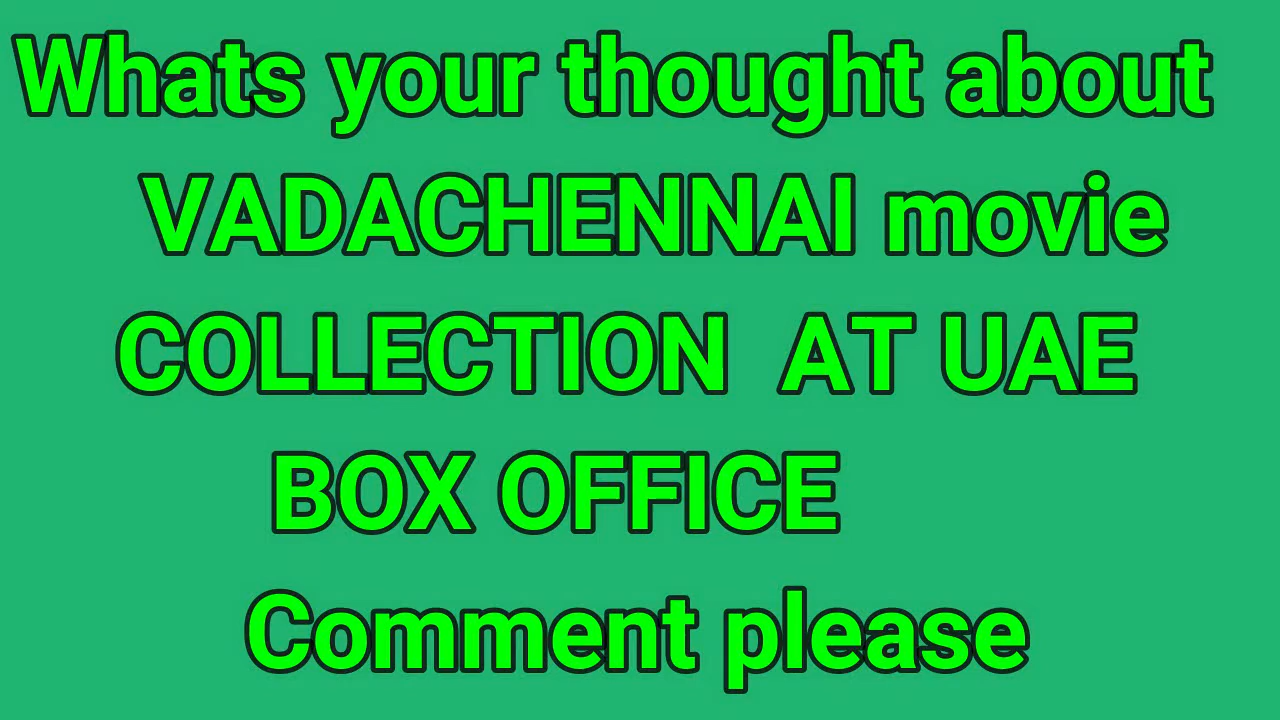 Whats your thought about
VADACHENNAI movie
COLLECTION  AT UAE
BOX OFFICE
Comment please